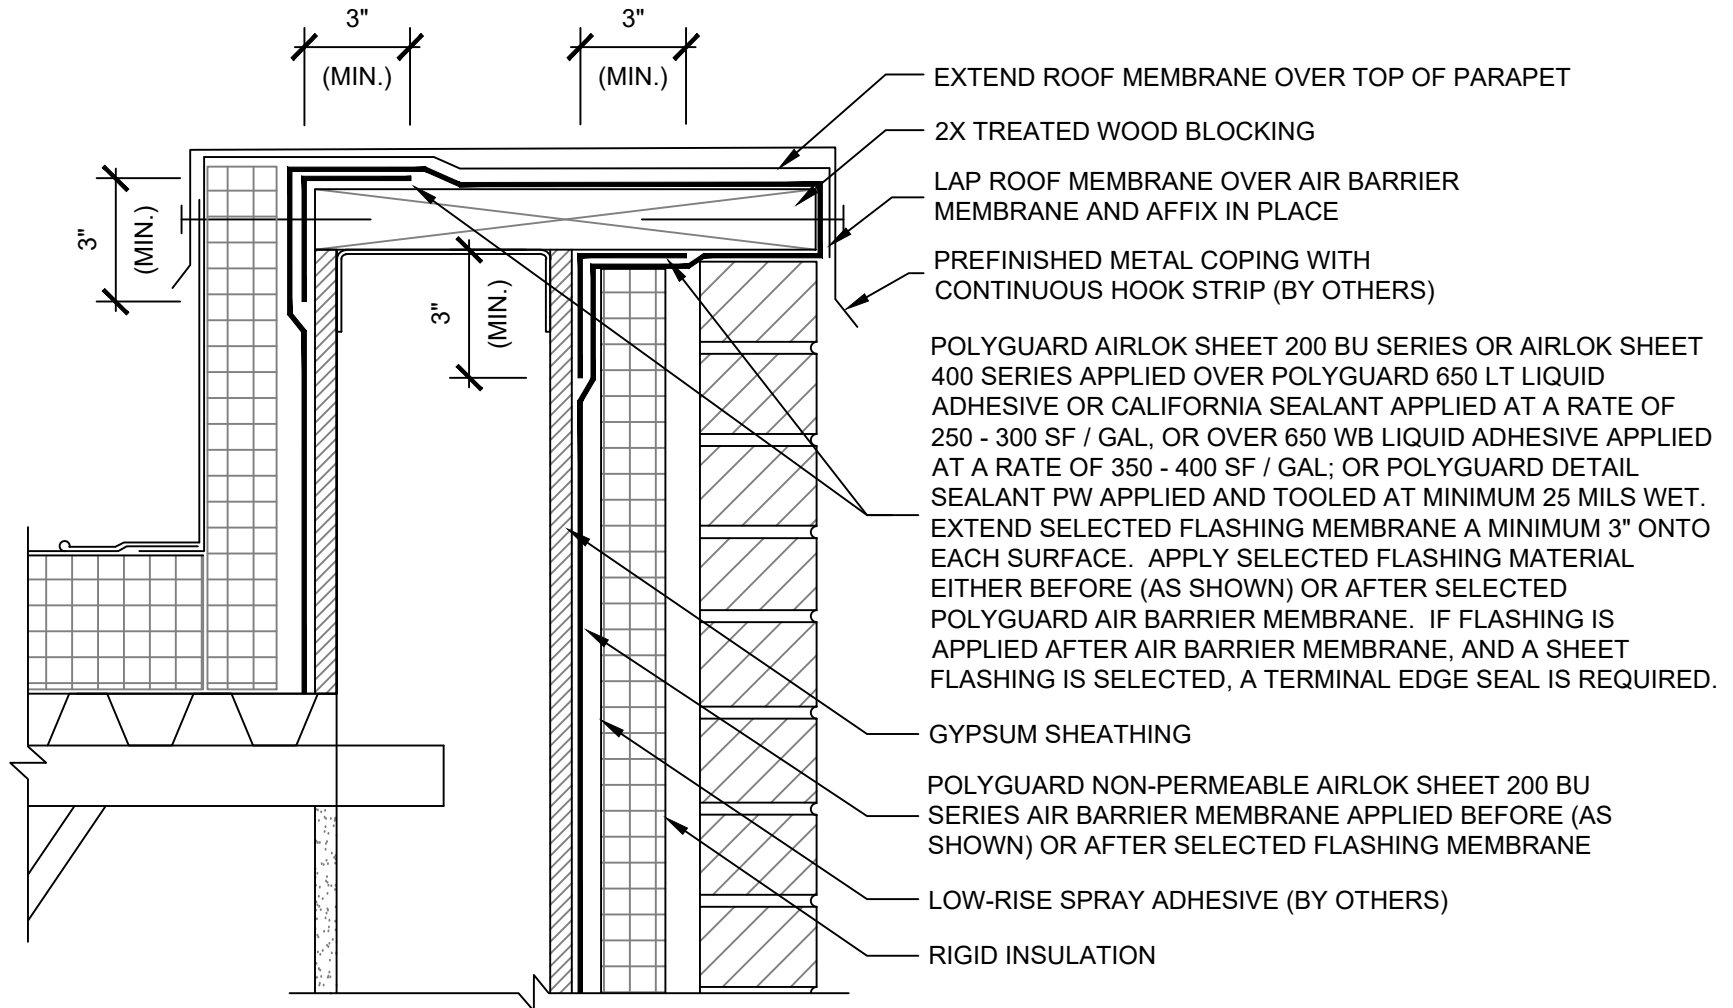 3"
(MIN.)
3"
(MIN.)
3"
(MIN.)
3"
(MIN.)
EXTEND ROOF MEMBRANE OVER TOP OF PARAPET
2X TREATED WOOD BLOCKING
LAP ROOF MEMBRANE OVER AIR BARRIER
MEMBRANE AND AFFIX IN PLACE
PREFINISHED METAL COPING WITH
CONTINUOUS HOOK STRIP (BY OTHERS)
POLYGUARD AIRLOK SHEET 200 BU SERIES OR AIRLOK SHEET
400 SERIES APPLIED OVER POLYGUARD 650 LT LIQUID
ADHESIVE OR CALIFORNIA SEALANT APPLIED AT A RATE OF
250 - 300 SF / GAL, OR OVER 650 WB LIQUID ADHESIVE APPLIED
AT A RATE OF 350 - 400 SF / GAL; OR POLYGUARD DETAIL
SEALANT PW APPLIED AND TOOLED AT MINIMUM 25 MILS WET.
EXTEND SELECTED FLASHING MEMBRANE A MINIMUM 3" ONTO
EACH SURFACE. APPLY SELECTED FLASHING MATERIAL
EITHER BEFORE (AS SHOWN) OR AFTER SELECTED
POLYGUARD AIR BARRIER MEMBRANE. IF FLASHING IS
APPLIED AFTER AIR BARRIER MEMBRANE, AND A SHEET
FLASHING IS SELECTED, A TERMINAL EDGE SEAL IS REQUIRED.
GYPSUM SHEATHING
POLYGUARD NON-PERMEABLE AIRLOK SHEET 200 BU
SERIES AIR BARRIER MEMBRANE APPLIED BEFORE (AS
SHOWN) OR AFTER SELECTED FLASHING MEMBRANE
LOW-RISE SPRAY ADHESIVE (BY OTHERS)
RIGID INSULATION